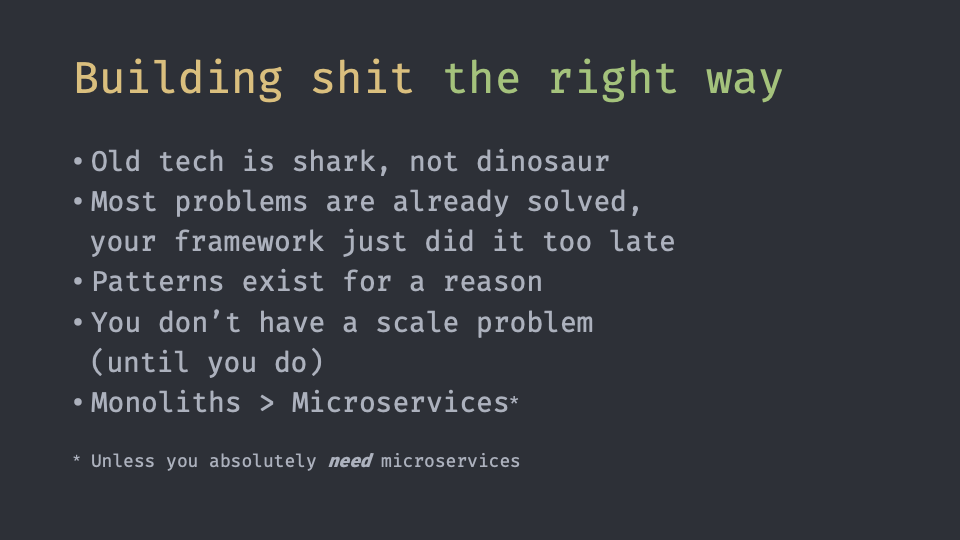 Building shit the right way
• Old tech is shark, not dinosaur
• Most problems are already solved,
your framework just did it too late
• Patterns exist for a reason
• You don’t have a scale problem
(until you do)
• Monoliths > Microservices*
* Unless you absolutely need microservices